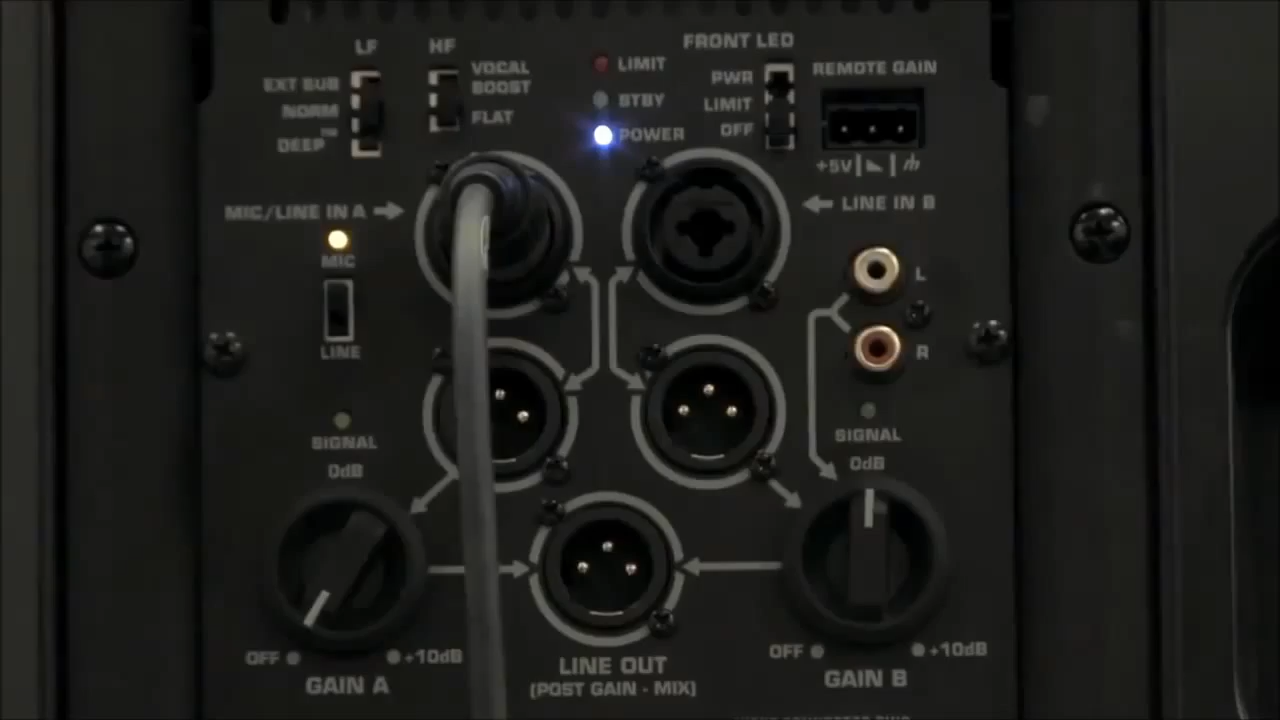 LF
HF
FRONT LED
EXT SUB
NORM
DEEP™
VOCAL
BOOST
FLAT
LIMIT
STBY
POWER
PWR
LIMIT
OFF
REMOTE GAIN
+5V
MIC/LINE IN A
LINE IN B
MIC
LINE
L
R
SIGNAL
0dB
SIGNAL
0dB
OFF
+10dB
GAIN A
LINE OUT
(POST GAIN - MIX)
OFF
+10dB
GAIN B